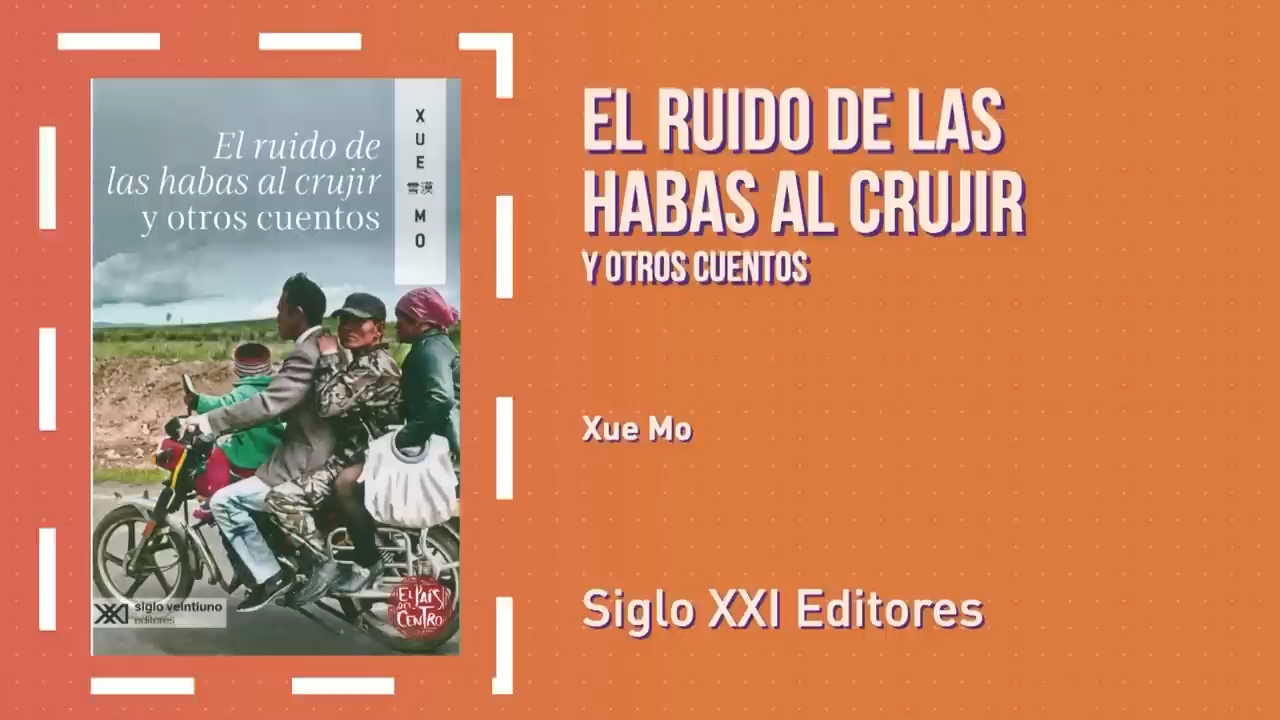 El ruido de
las habas al crujir
y otros cuentos
XUE
雪漠
MO
siglo veintiuno
editores
EL PAÍS
DEL
CENTRO
EL RUIDO DE LAS
HABAS AL CRUJIR
Y OTROS CUENTOS
Xue Mo
Siglo XXI Editores